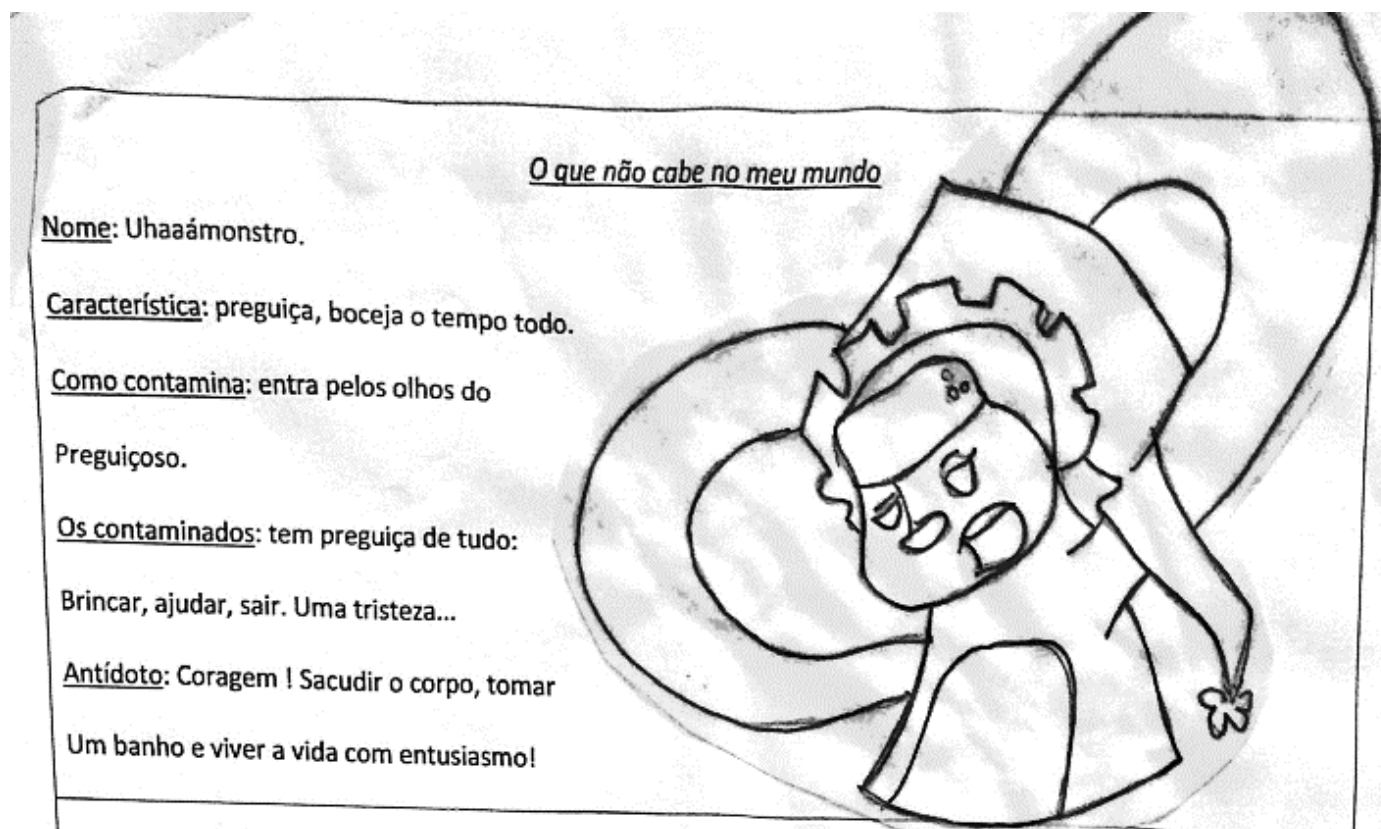 O que não cabe no meu mundo
Nome: Uhaaámonstro.
Característica: preguiça, boceja o tempo todo.
Como contamina: entra pelos olhos do
Preguiçoso.
Os contaminados: tem preguiça de tudo:
Brincar, ajudar, sair. Uma tristeza...
Antídoto: Coragem ! Sacudir o corpo, tomar
Um banho e viver a vida com entusiasmo!